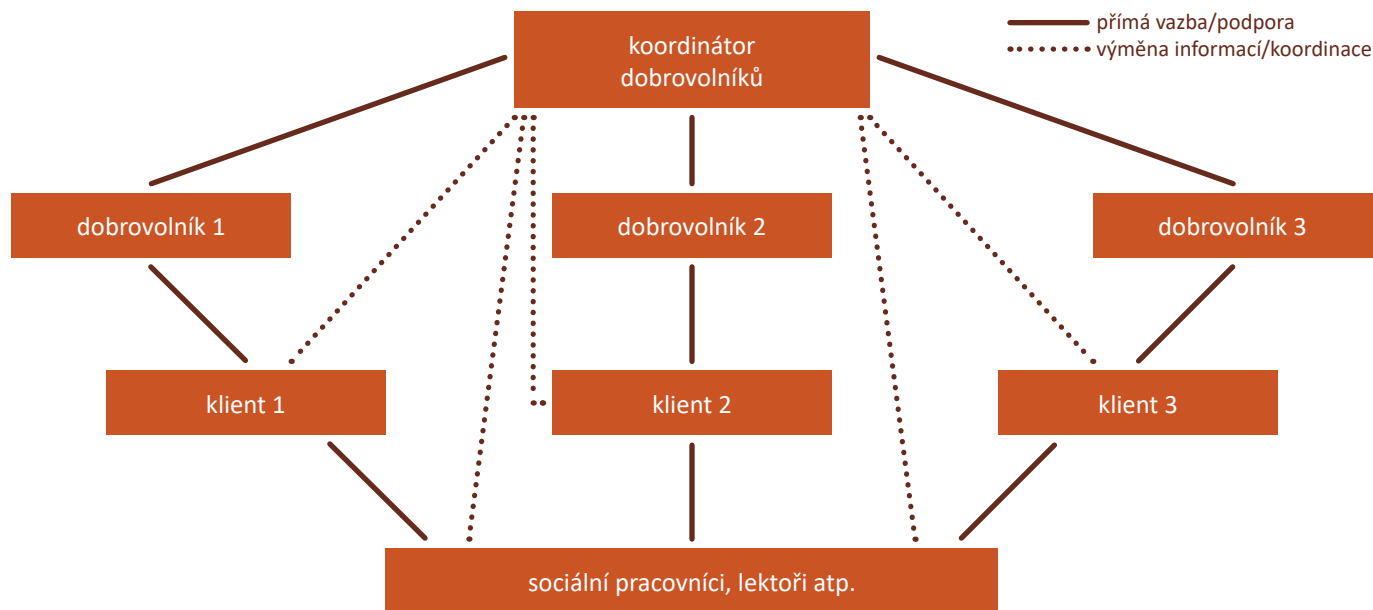 koordinátor
dobrovolníků
přímá vazba/podpora
výměna informací/koordinace
dobrovolník 1
dobrovolník 2
dobrovolník 3
klient 1
klient 2
klient 3
sociální pracovníci, lektoři atp.